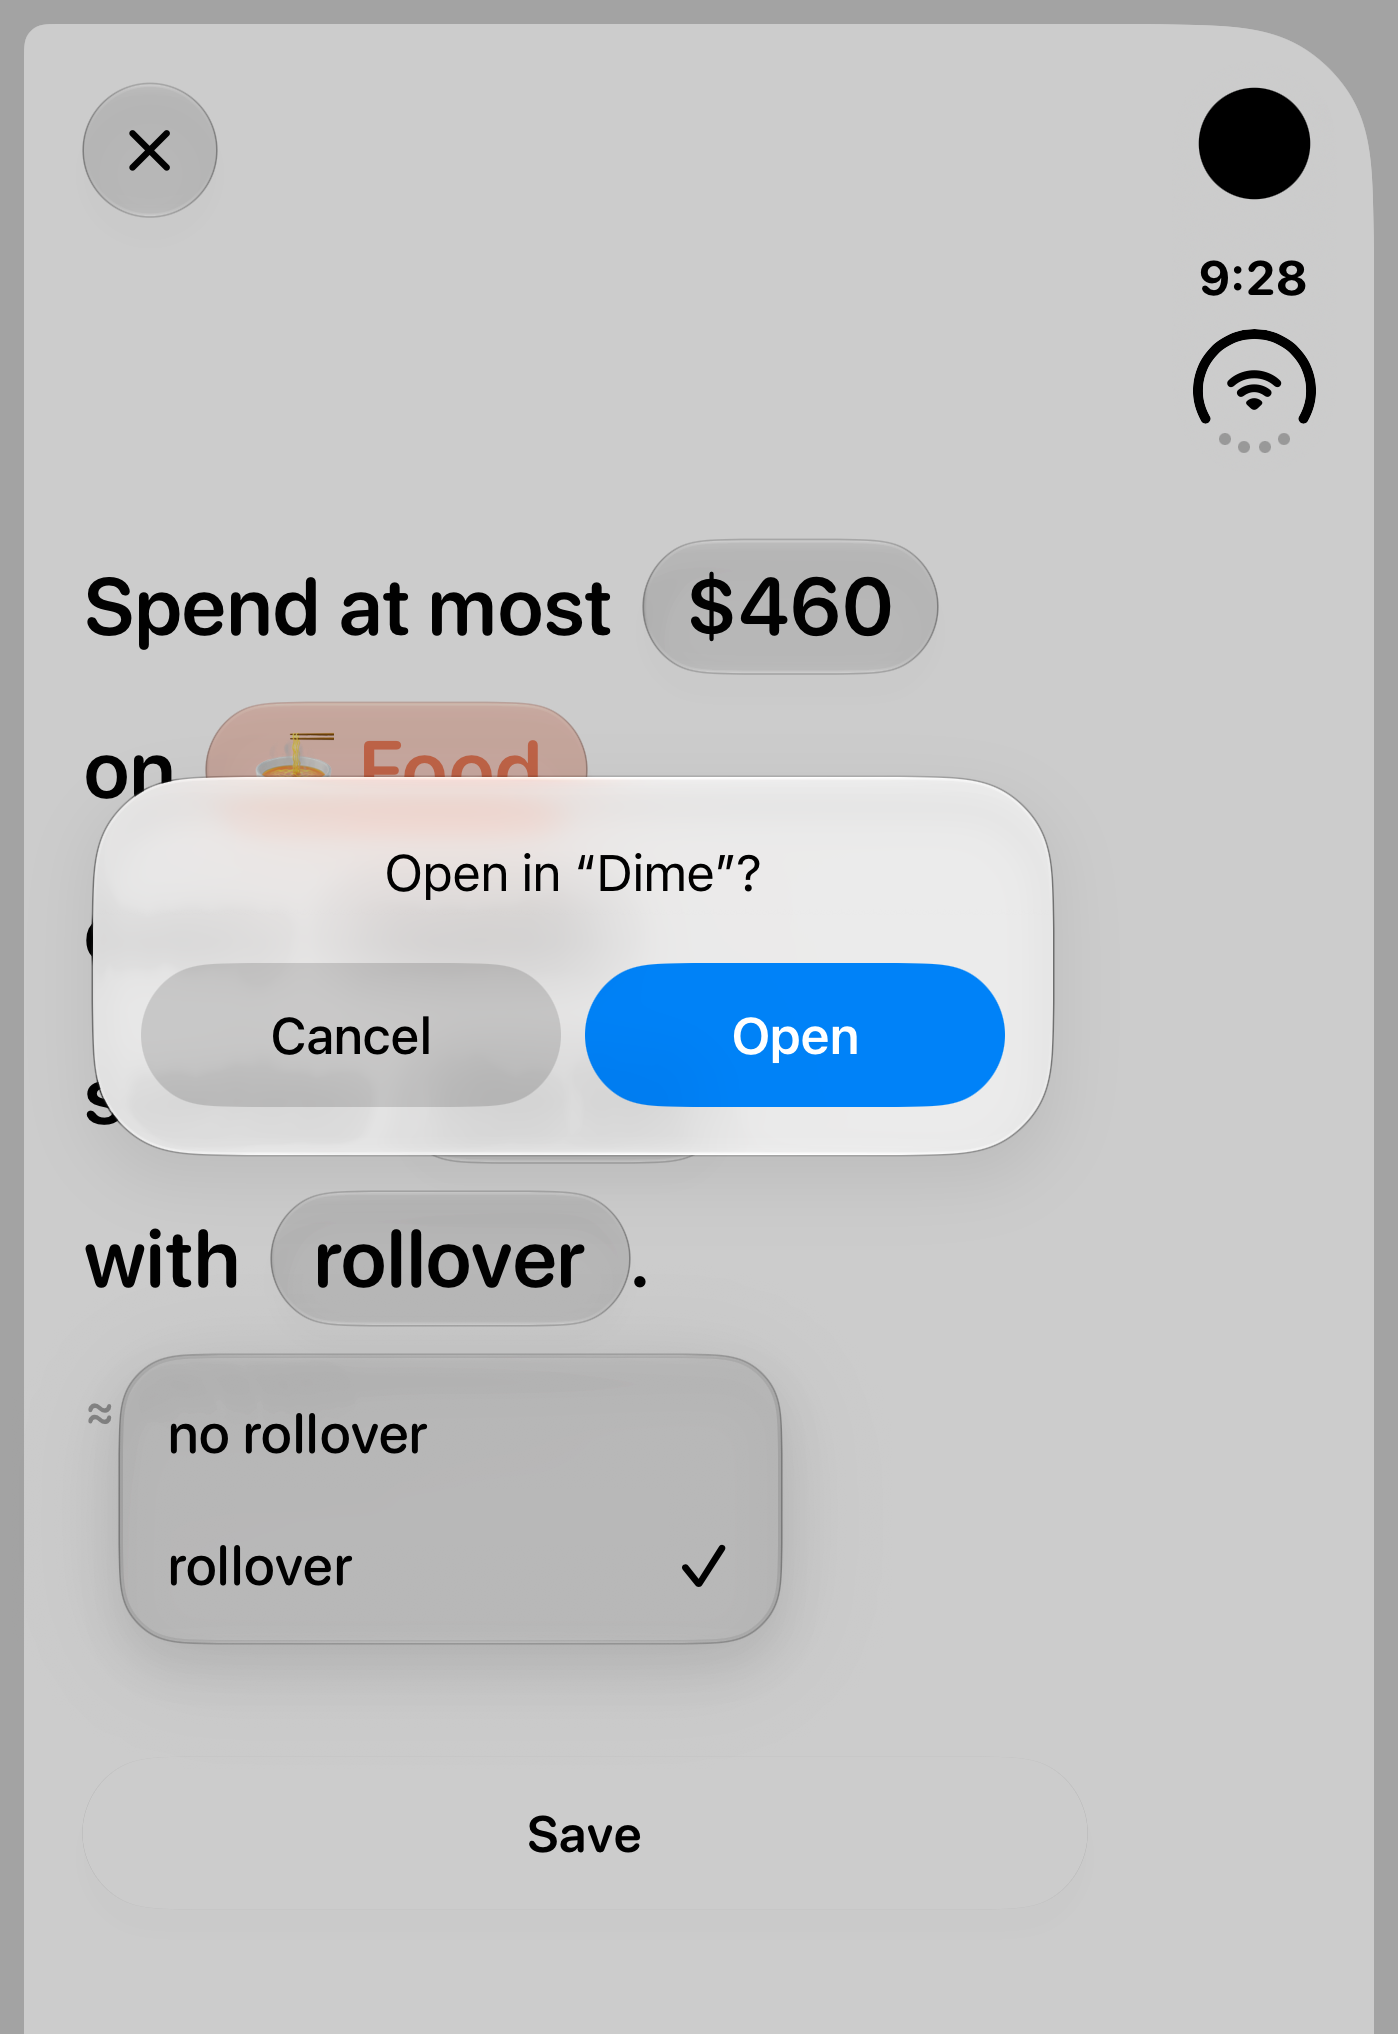 9:28
Spend at most $460
on Food
Open in “Dime”?
Cancel Open
with rollover.
≈
no rollover
rollover
Save